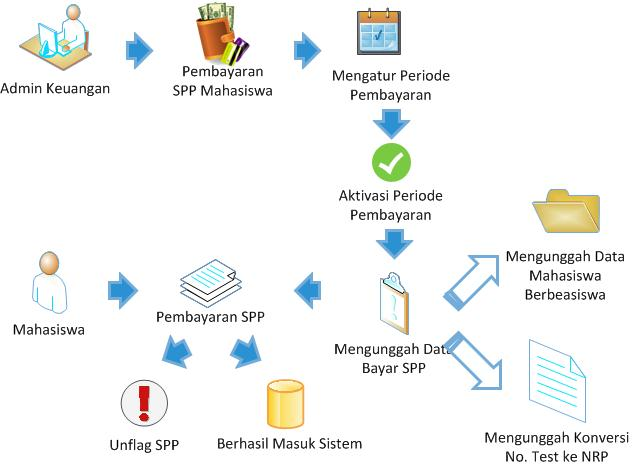 Admin Keuangan
Pembayaran
SPP Mahasiswa
Mengatur Periode
Pembayaran
Aktivasi Periode
Pembayaran
Mengunggah Data
Mahasiswa
Berbeasiswa
Mahasiswa
Pembayaran SPP
Mengunggah Data
Bayar SPP
Unflag SPP
Berhasil Masuk Sistem
Mengunggah Konversi
No. Test ke NRP